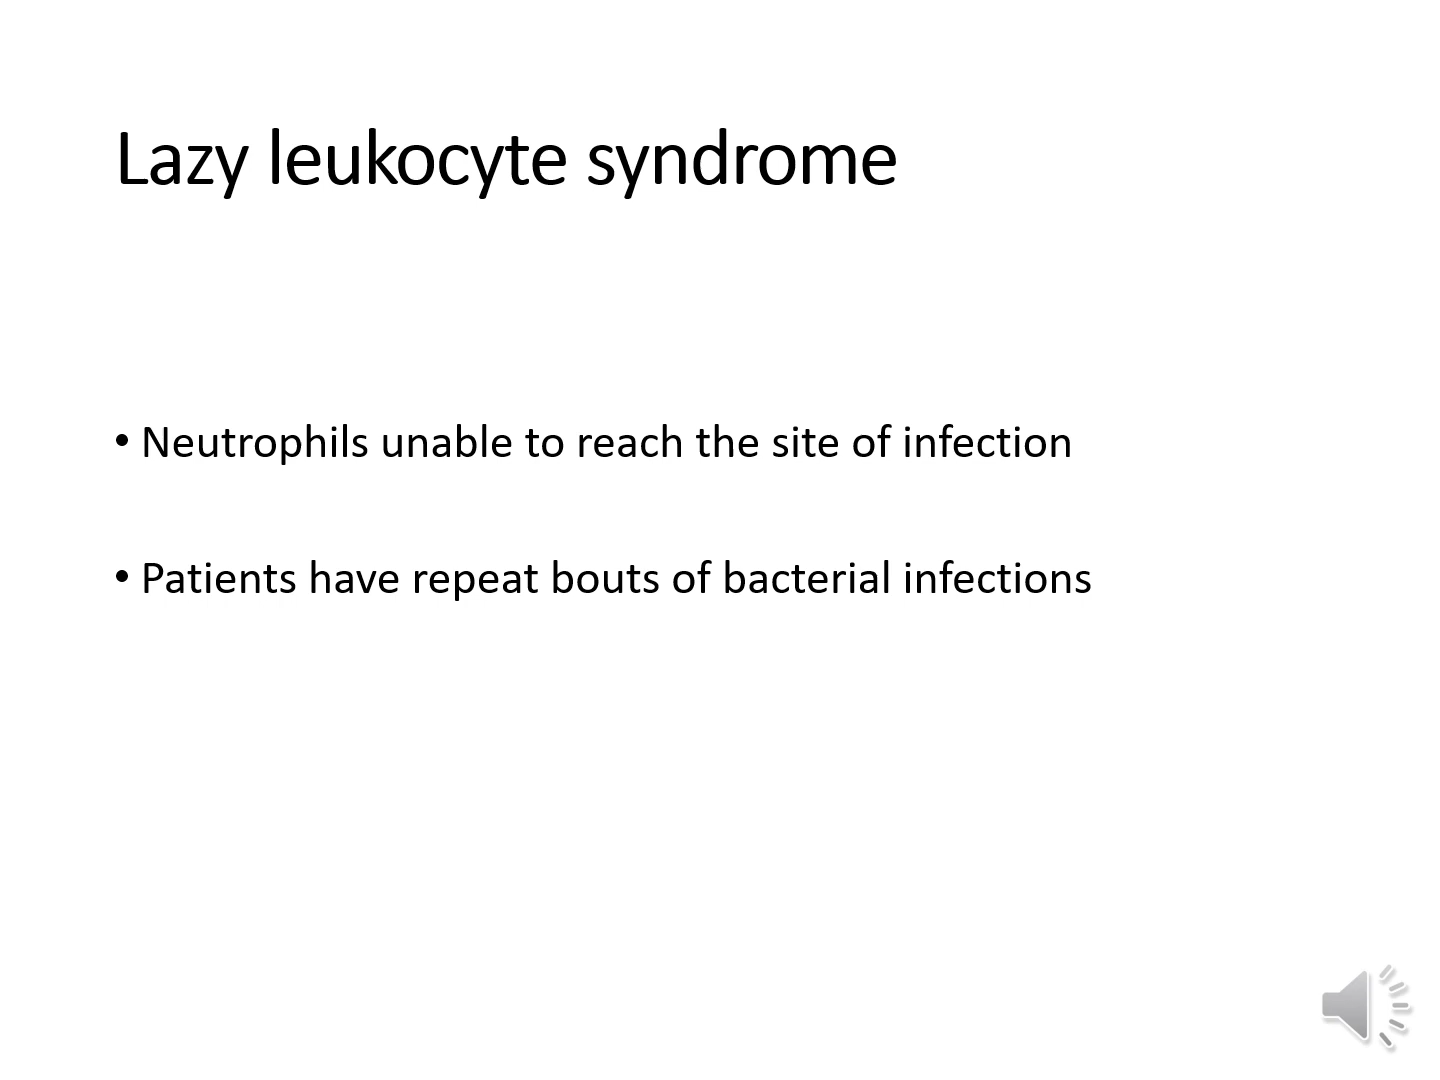 Lazy leukocyte syndrome
• Neutrophils unable to reach the site of infection
• Patients have repeat bouts of bacterial infections